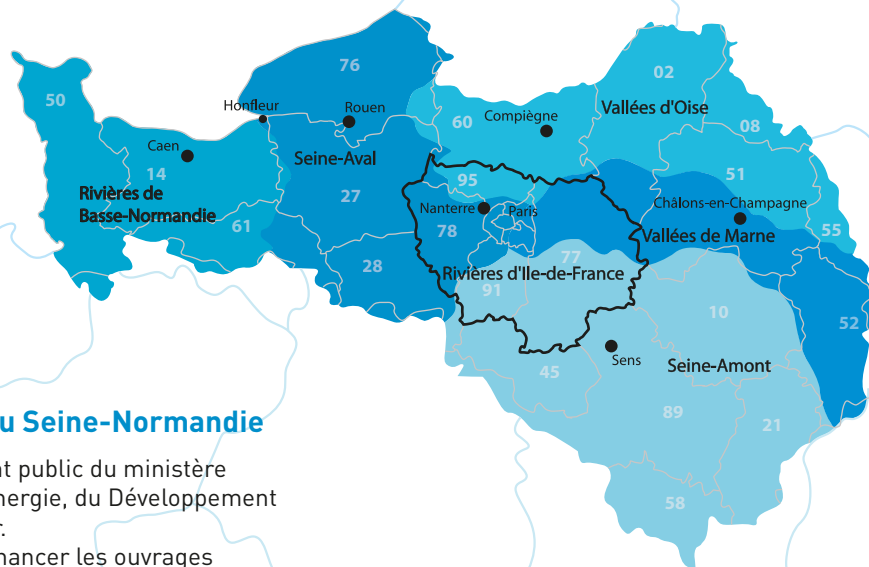 76
02
50
Honfleur
Rouen
Compiègne
Vallées d'Oise
60
08
Caen
Seine-Aval
14
95
51
Rivières de
Basse-Normandie
27
Nanterre
Paris
Châlons-en-Champagne
61
78
Vallées de Marne
55
28
77
Rivières d'Ile-de-France
91
10
52
Sens
Seine-Amont
45
89
21
58
u Seine-Normandie
t public du ministère
nergie, du Développement
r.
nancer les ouvrages